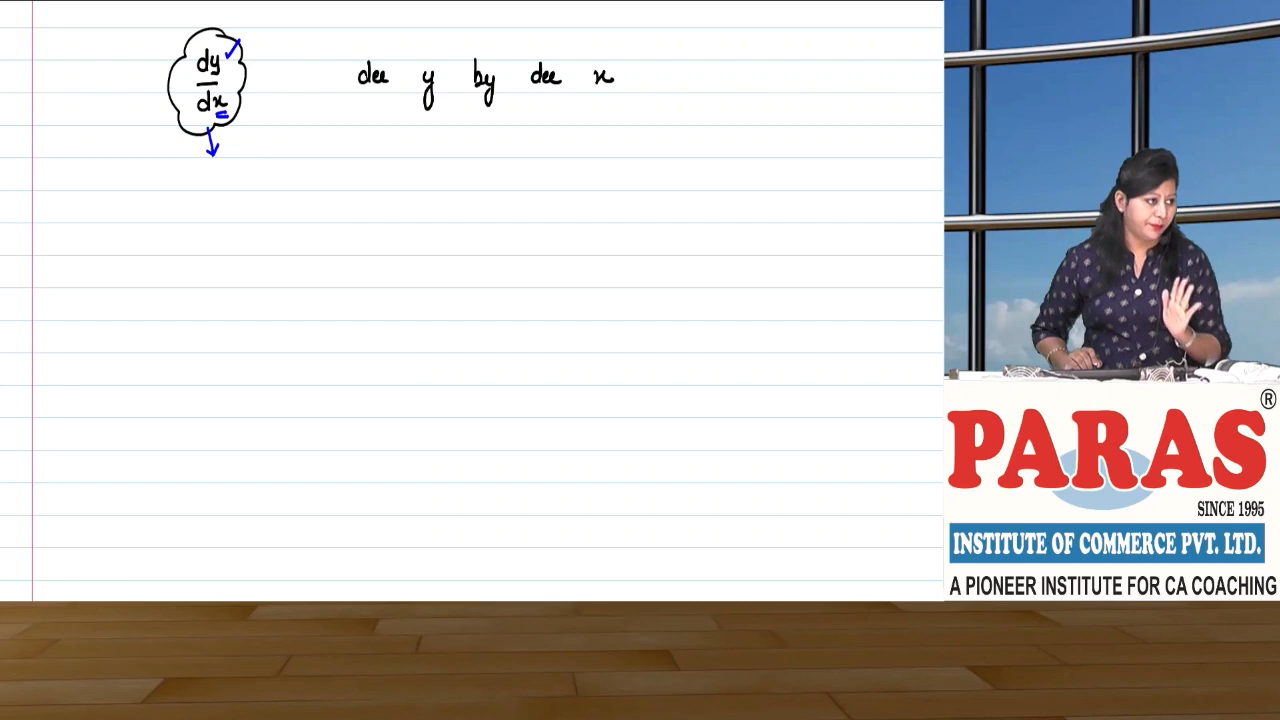 dy
dx
dee y by dee x
PARAS®
SINCE 1995
INSTITUTE OF COMMERCE PVT. LTD.
A PIONEER INSTITUTE FOR CA COACHING